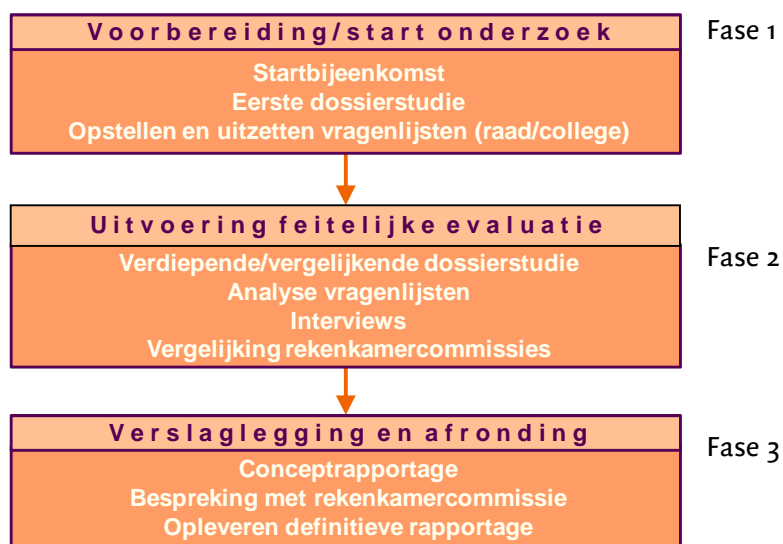 Voorbereiding/start onderzoek
Fase 1
Startbijeenkomst
Eerste dossierstudie
Opstellen en uitzetten vragenlijsten (raad/college)
Uitvoering feitelijke evaluatie
Fase 2
Verdiepende/vergelijkende dossierstudie
Analyse vragenlijsten
Interviews
Vergelijking rekenkamercommissies
Verslaglegging en afronding
Fase 3
Conceptrapportage
Bespreking met rekenkamercommissie
Opleveren definitieve rapportage